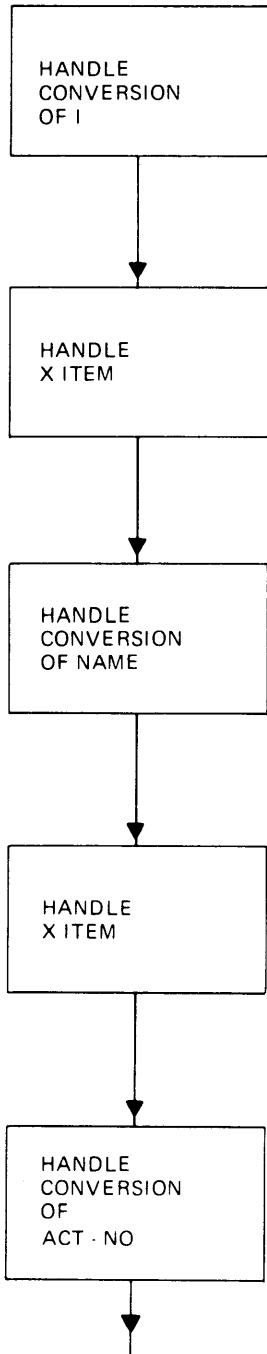 HANDLE
CONVERSION
OF I
HANDLE
X ITEM
HANDLE
CONVERSION
OF NAME
HANDLE
X ITEM
HANDLE
CONVERSION
OF
ACT - NO